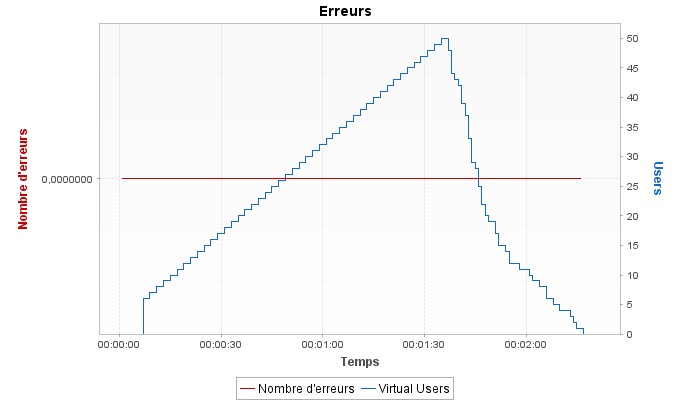 Erreurs
Nombre d'erreurs
0,0000000
50
45
40
35
30
25
20
15
10
5
0
Users
00:00:00 00:00:30 00:01:00 00:01:30 00:02:00
Temps
Nombre d'erreurs Virtual Users